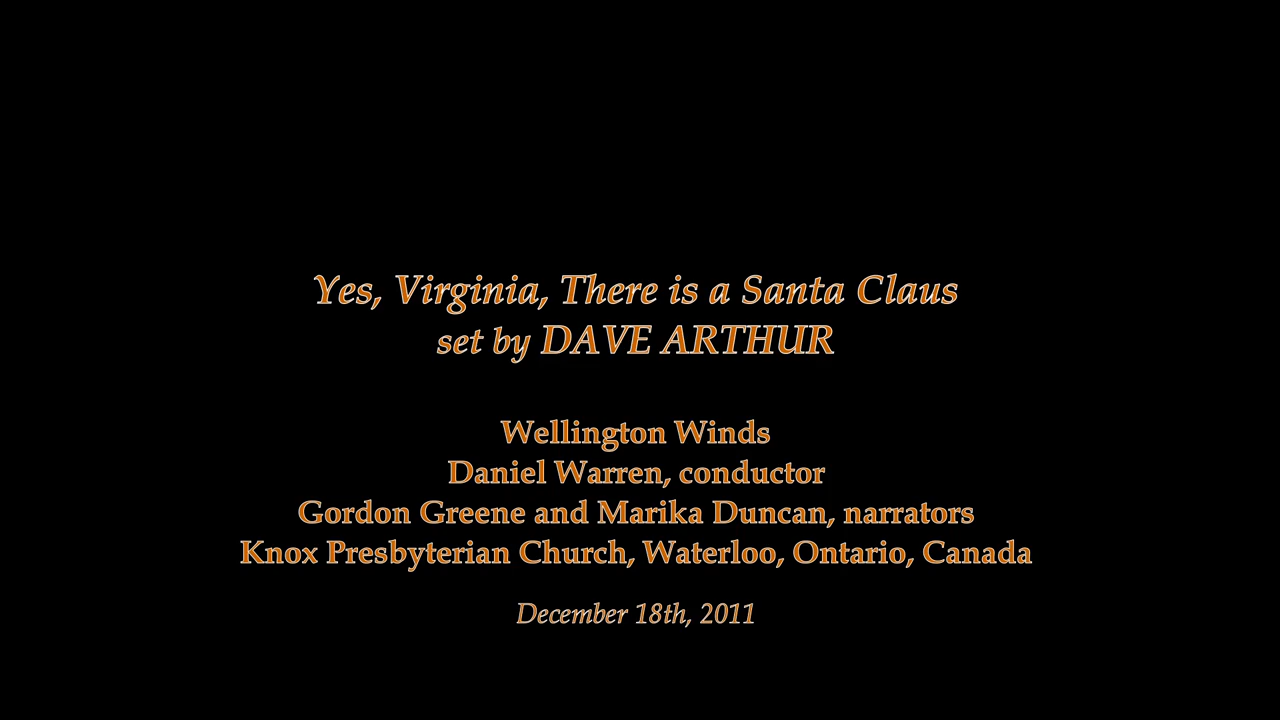 Yes, Virginia, There is a Santa Claus
set by DAVE ARTHUR
Wellington Winds
Daniel Warren, conductor
Gordon Greene and Marika Duncan, narrators
Knox Presbyterian Church, Waterloo, Ontario, Canada
December 18th, 2011